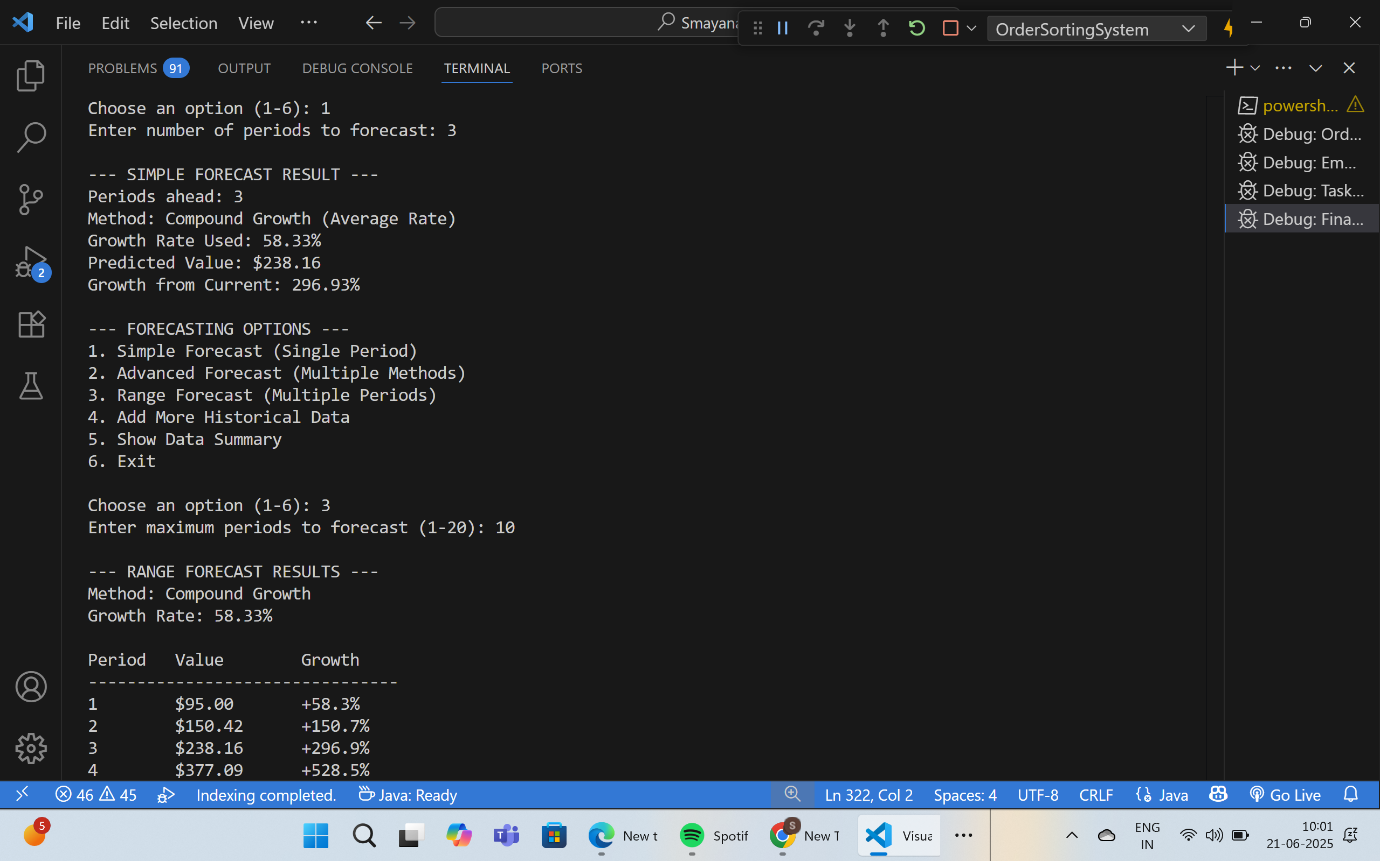 File Edit Selection View ··· Smayana OrderSortingSystem
PROBLEMS 91 OUTPUT DEBUG CONSOLE TERMINAL PORTS
Choose an option (1-6): 1
Enter number of periods to forecast: 3
--- SIMPLE FORECAST RESULT ---
Periods ahead: 3
Method: Compound Growth (Average Rate)
Growth Rate Used: 58.33%
Predicted Value: $238.16
Growth from Current: 296.93%
--- FORECASTING OPTIONS ---
1. Simple Forecast (Single Period)
2. Advanced Forecast (Multiple Methods)
3. Range Forecast (Multiple Periods)
4. Add More Historical Data
5. Show Data Summary
6. Exit
Choose an option (1-6): 3
Enter maximum periods to forecast (1-20): 10
--- RANGE FORECAST RESULTS ---
Method: Compound Growth
Growth Rate: 58.33%
Period Value Growth
--------------------------------
1 $95.00 +58.3%
2 $150.42 +150.7%
3 $238.16 +296.9%
4 $377.09 +528.5%
powersh...
Debug: Ord...
Debug: Em...
Debug: Task...
Debug: Fina...
2
46 45 Indexing completed. Java: Ready Ln 322, Col 2 Spaces: 4 UTF-8 CRLF Java Go Live
5 New t Spotif S New T Visua ··· ENG IN 10:01 21-06-2025